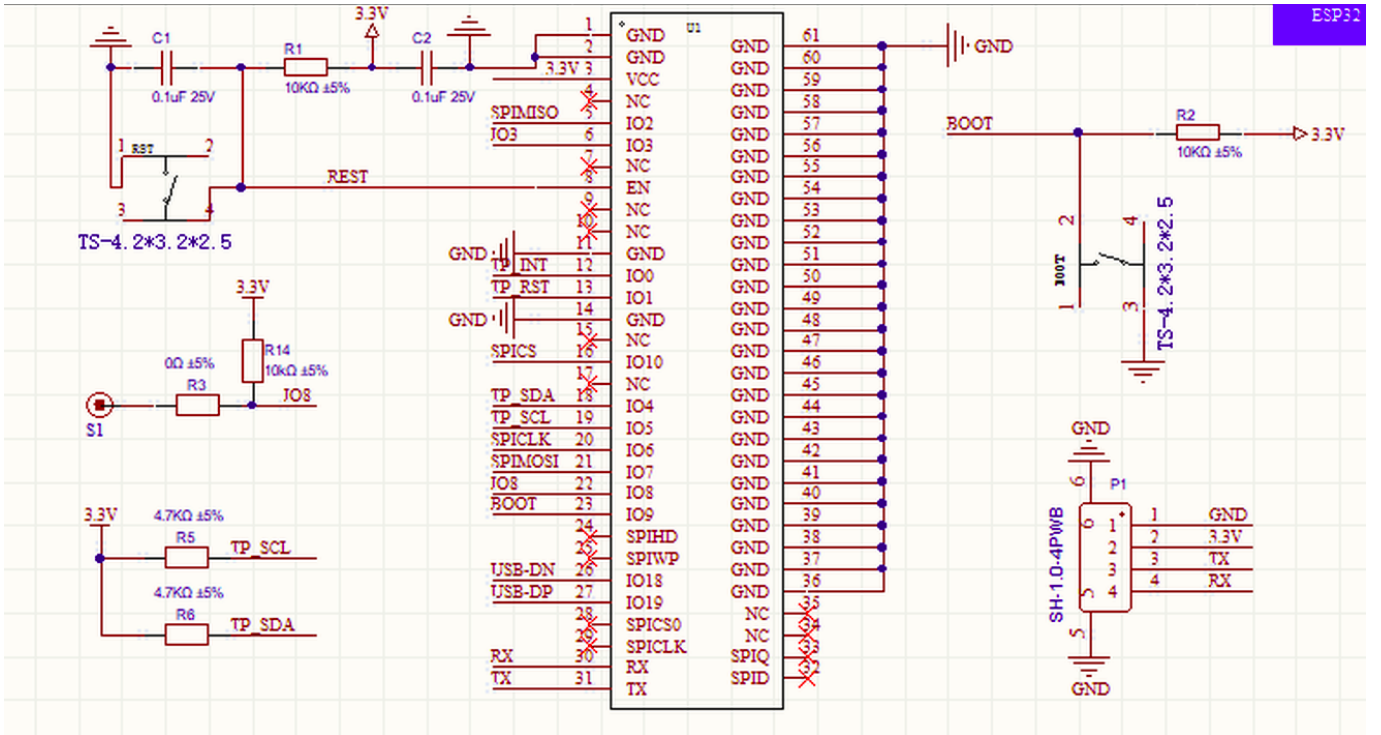 ESP32
3.3V
C1
0.1uF 25V
R1
10KΩ ±5%
C2
0.1uF 25V
1 RST 2
3 4
TS-4.2*3.2*2.5
REST
3.3V
R14
10kΩ ±5%
0Ω ±5%
R3
JO8
S1
3.3V
4.7KΩ ±5%
R5
TP_SCL
4.7KΩ ±5%
R6
TP_SDA
U1
1 GND
2 GND
3.3V 3 VCC
4 NC
SPIMISO 5 IO2
JO3 6 IO3
7 NC
8 EN
9 NC
10 NC
GND 11 GND
TP_INT 12 IO0
TP_RST 13 IO1
GND 14 GND
15 NC
SPICS 16 IO10
17 NC
TP_SDA 18 IO4
TP_SCL 19 IO5
SPICLK 20 IO6
SPIMOSI 21 IO7
JO8 22 IO8
BOOT 23 IO9
24 SPIHD
25 SPIWP
USB-DN 26 IO18
USB-DP 27 IO19
28 SPICS0
29 SPICLK
RX 30 RX
TX 31 TX
GND 61 GND
GND 60
GND 59
GND 58
GND 57
GND 56
GND 55
GND 54
GND 53
GND 52
GND 51
GND 50
GND 49
GND 48
GND 47
GND 46
GND 45
GND 44
GND 43
GND 42
GND 41
GND 40
GND 39
GND 38
GND 37
GND 36
NC 35
NC 34
SPIQ 33
SPID 32
BOOT
R2
10KΩ ±5%
3.3V
2 4
BOOT
1 3
TS-4.2*3.2*2.5
GND
6
P1
SH-1.0-4PWB
6 1 1 GND
2 2 3.3V
3 3 TX
5 4 4 RX
5
GND